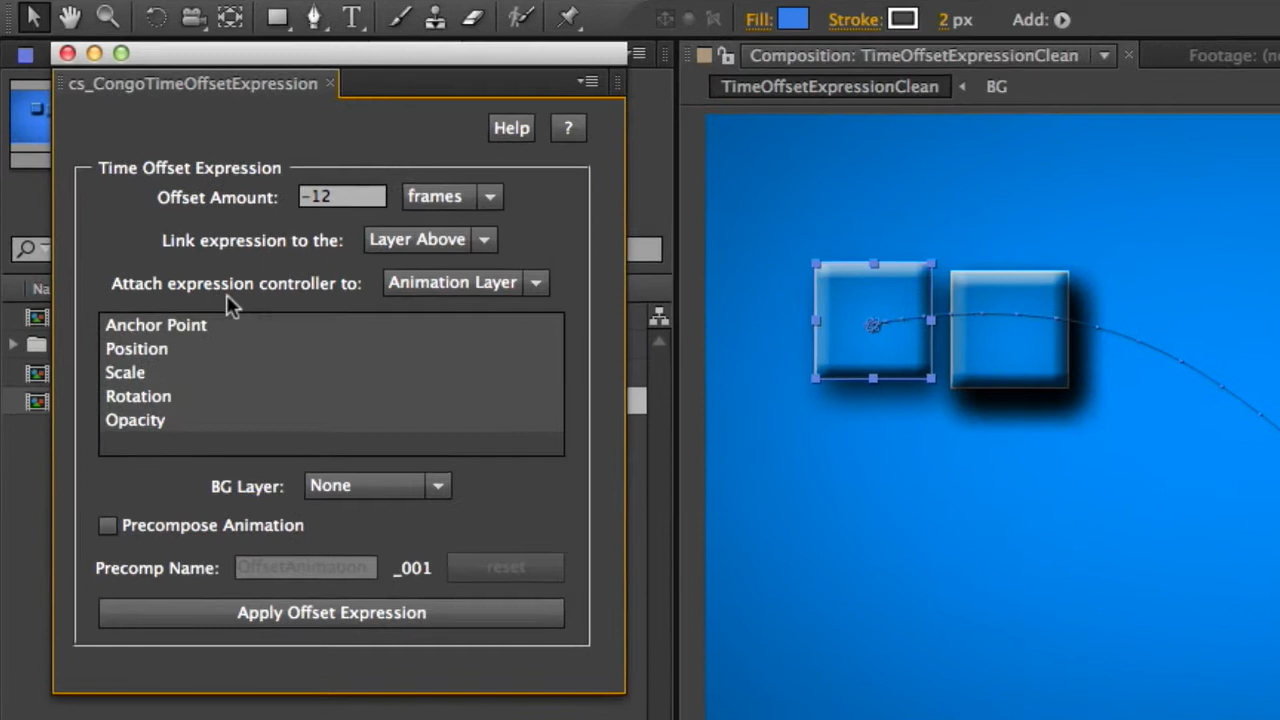 Fill:
Stroke:
2 px
Add:
cs_CongoTimeOffsetExpression
Composition: TimeOffsetExpressionClean
Footage: (n
TimeOffsetExpressionClean
BG
Help
?
Time Offset Expression
Offset Amount: -12 frames
Link expression to the: Layer Above
Attach expression controller to: Animation Layer
Na
Anchor Point
Position
Scale
Rotation
Opacity
BG Layer: None
Precompose Animation
Precomp Name: OffsetAnimation _001 reset
Apply Offset Expression